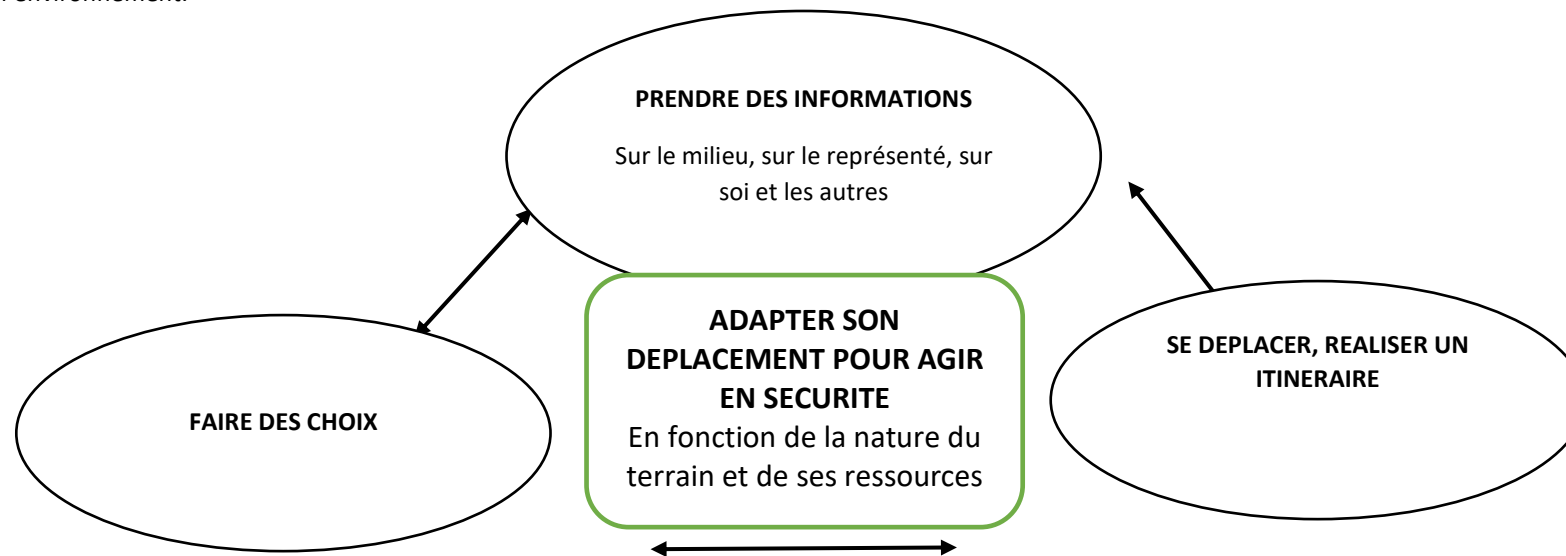 environnement.
PRENDRE DES INFORMATIONS
Sur le milieu, sur le représenté, sur
soi et les autres
ADAPTER SON
DEPLACEMENT POUR AGIR
EN SECURITE
En fonction de la nature du
terrain et de ses ressources
FAIRE DES CHOIX
SE DEPLACER, REALISER UN
ITINERAIRE